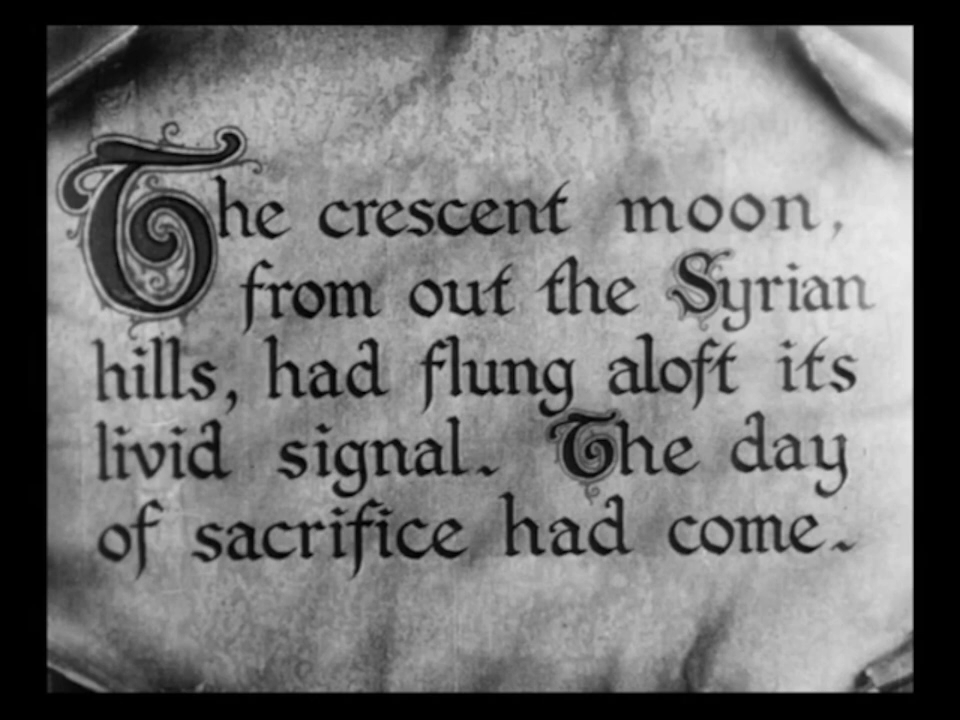 The crescent moon,
from out the Syrian
hills, had flung aloft its
livid signal. The day
of sacrifice had come.